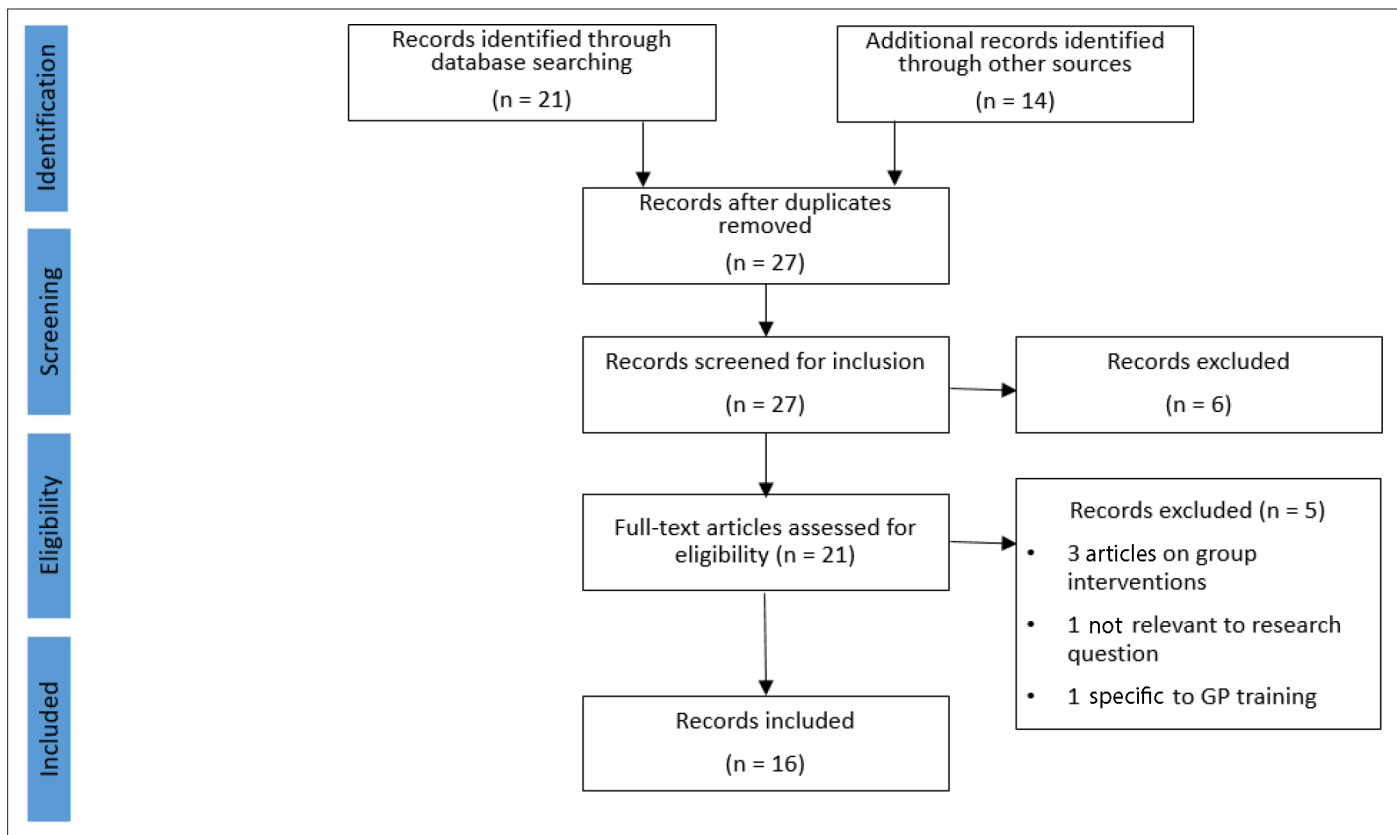 Identification
Records identified through
database searching
(n = 21)
Additional records identified
through other sources
(n = 14)
Records after duplicates
removed
(n = 27)
Screening
Records screened for inclusion
(n = 27)
Records excluded
(n = 6)
Eligibility
Full-text articles assessed for
eligibility (n = 21)
Records excluded (n = 5)
• 3 articles on group
interventions
• 1 not relevant to research
question
• 1 specific to GP training
Included
Records included
(n = 16)